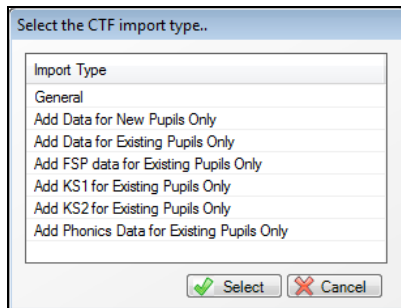 Select the CTF import type..
Import Type
General
Add Data for New Pupils Only
Add Data for Existing Pupils Only
Add FSP data for Existing Pupils Only
Add KS1 for Existing Pupils Only
Add KS2 for Existing Pupils Only
Add Phonics Data for Existing Pupils Only
Select Cancel